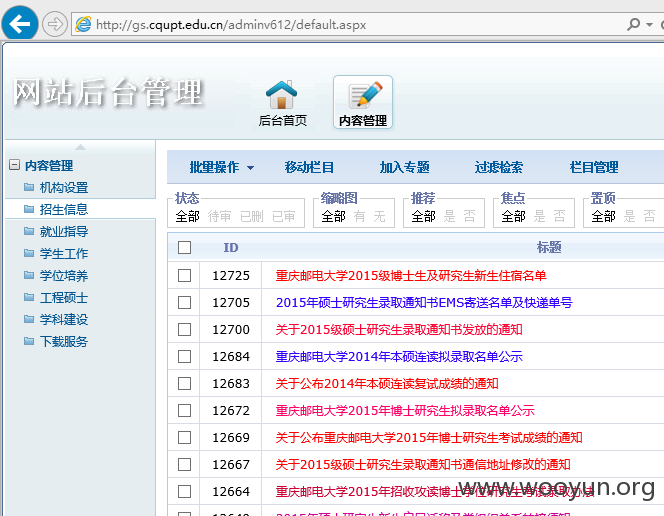 http://gs.cqupt.edu.cn/adminv612/default.aspx
网站后台管理
后台首页 内容管理
内容管理
机构设置
招生信息
就业指导
学生工作
学位培养
工程硕士
学科建设
下载服务
批量操作 移动栏目 加入专题 过滤检索 栏目管理
状态 缩略图 推荐 焦点 置顶
全部 待审 已删 已审 全部 有 无 全部 是 否 全部 是 否 全部 是 否
ID 标题
12725 重庆邮电大学2015级博士生及研究生新生住宿名单
12705 2015年硕士研究生录取通知书EMS寄送名单及快递单号
12700 关于2015级硕士研究生录取通知书发放的通知
12684 重庆邮电大学2014年本硕连读拟录取名单公示
12683 关于公布2014年本硕连读复试成绩的通知
12672 重庆邮电大学2015年博士研究生拟录取名单公示
12669 关于公布重庆邮电大学2015年博士研究生考试成绩的通知
12667 关于2015级硕士研究生录取通知书通信地址修改的通知
12664 重庆邮电大学2015年招收攻读博士学位研究生考试录取办法
www.wooyun.org